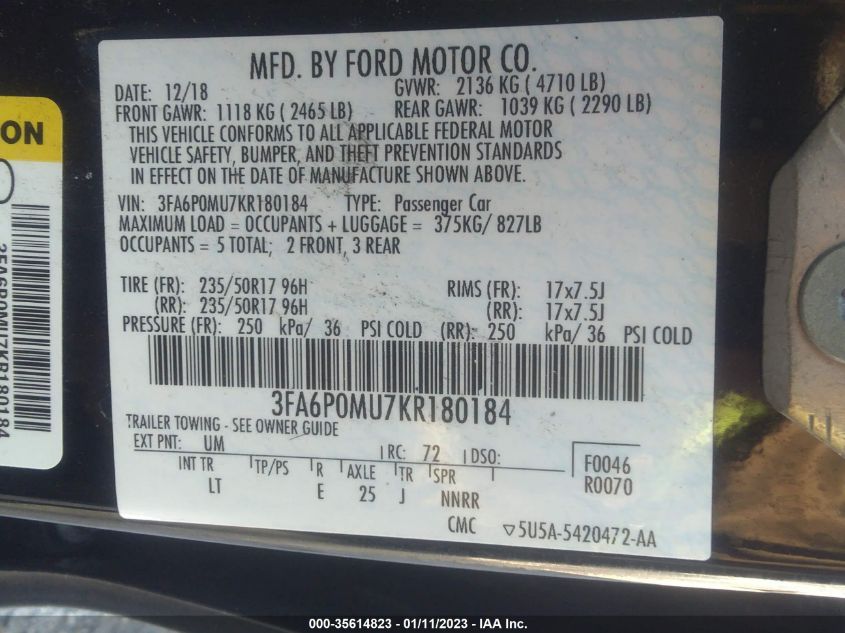 MFD. BY FORD MOTOR CO.
DATE: 12/18 GVWR: 2136 KG ( 4710 LB)
FRONT GAWR: 1118 KG ( 2465 LB) REAR GAWR: 1039 KG ( 2290 LB)
THIS VEHICLE CONFORMS TO ALL APPLICABLE FEDERAL MOTOR
VEHICLE SAFETY, BUMPER, AND THEFT PREVENTION STANDARDS
IN EFFECT ON THE DATE OF MANUFACTURE SHOWN ABOVE.
VIN: 3FA6P0MU7KR180184 TYPE: Passenger Car
MAXIMUM LOAD = OCCUPANTS + LUGGAGE = 375KG/ 827LB
OCCUPANTS = 5 TOTAL; 2 FRONT, 3 REAR
TIRE (FR): 235/50R17 96H RIMS (FR): 17x7.5J
(RR): 235/50R17 96H (RR): 17x7.5J
PRESSURE (FR): 250 kPa/ 36 PSI COLD (RR): 250 kPa/ 36 PSI COLD
3FA6P0MU7KR180184
TRAILER TOWING - SEE OWNER GUIDE
EXT PNT: UM RC: 72 DSO:
INT TR TP/PS R AXLE TR SPR
LT E 25 J NNRR
F0046
R0070
CMC ▽5U5A-5420472-AA
ON
3FA6P0MU7KR180184
000-35614823 - 01/11/2023 - IAA Inc.